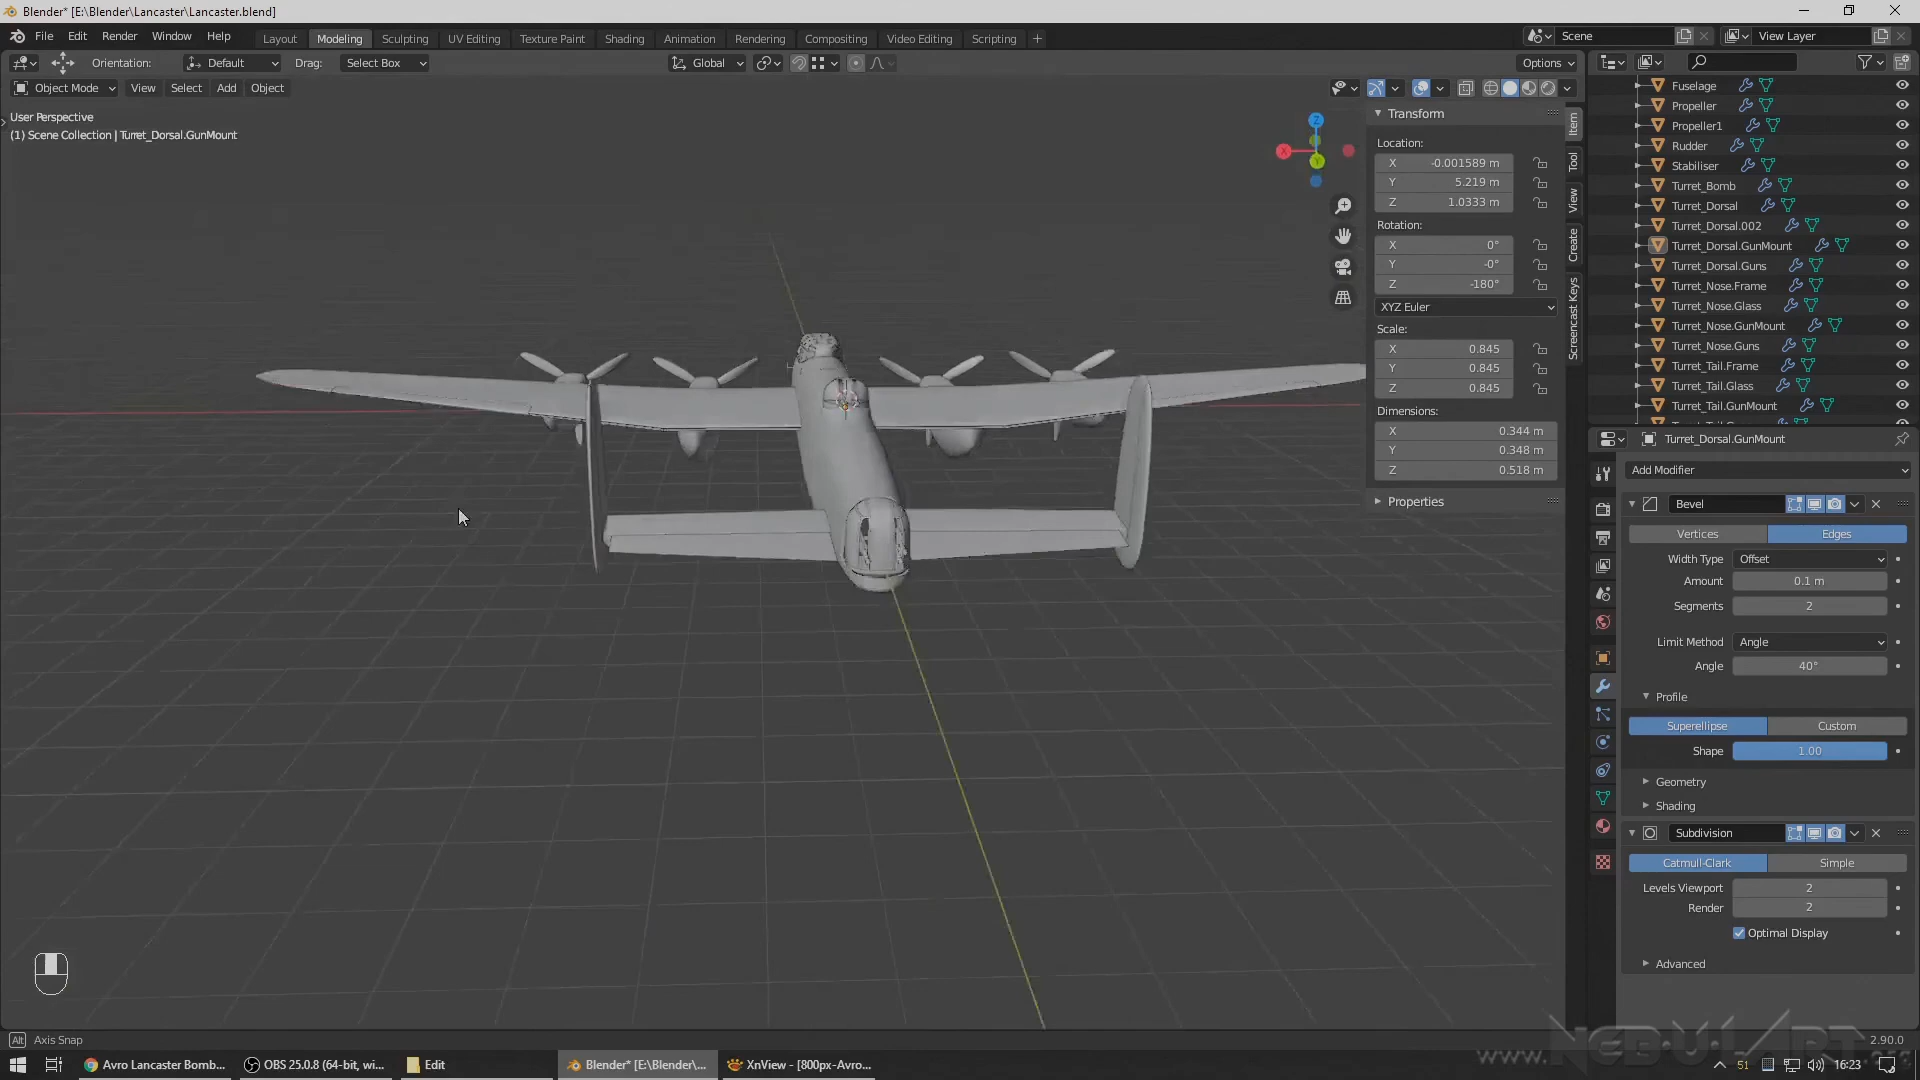 Blender* [E:\Blender\Lancaster\Lancaster.blend]
File Edit Render Window Help Layout Modeling Sculpting UV Editing Texture Paint Shading Animation Rendering Compositing Video Editing Scripting + Scene View Layer
Orientation: Default Drag: Select Box Global Options
Object Mode View Select Add Object
User Perspective
(1) Scene Collection | Turret_Dorsal.GunMount
Z
X
Y
Transform
Location:
X -0.001589 m
Y 5.219 m
Z 1.0333 m
Rotation:
X 0°
Y -0°
Z -180°
XYZ Euler
Scale:
X 0.845
Y 0.845
Z 0.845
Dimensions:
X 0.344 m
Y 0.348 m
Z 0.518 m
Properties
Item
Tool
View
Create
Screencast Keys
Fuselage
Propeller
Propeller1
Rudder
Stabiliser
Turret_Bomb
Turret_Dorsal
Turret_Dorsal.002
Turret_Dorsal.GunMount
Turret_Dorsal.Guns
Turret_Nose.Frame
Turret_Nose.Glass
Turret_Nose.GunMount
Turret_Nose.Guns
Turret_Tail.Frame
Turret_Tail.Glass
Turret_Tail.GunMount
Turret_Dorsal.GunMount
Add Modifier
Bevel
Vertices Edges
Width Type Offset
Amount 0.1 m
Segments 2
Limit Method Angle
Angle 40°
Profile
Superellipse Custom
Shape 1.00
Geometry
Shading
Subdivision
Catmull-Clark Simple
Levels Viewport 2
Render 2
Optimal Display
Advanced
Alt Axis Snap
2.90.0
www.NEBULART.org
Avro Lancaster Bomb... OBS 25.0.8 (64-bit, wi... Edit Blender* [E:\Blender\... XnView - [800px-Avro... 51 16:23